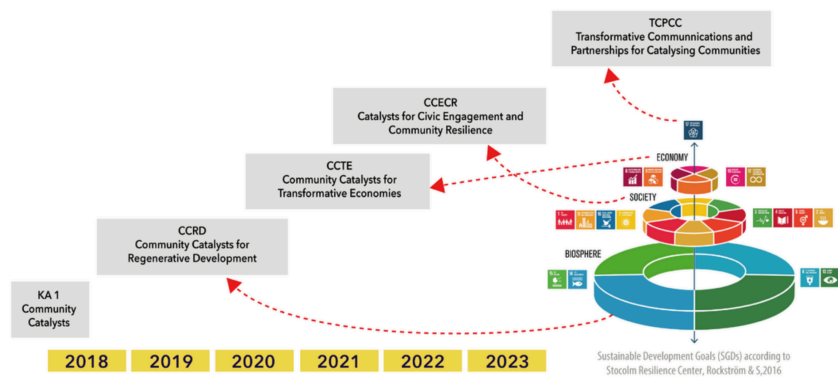 TCPCC
Transformative Communnications and
Partnerships for Catalysing Communities
CCECR
Catalysts for Civic Engagement and
Community Resilience
CCTE
Community Catalysts for
Transformative Economies
CCRD
Community Catalysts for
Regenerative Development
KA 1
Community
Catalysts
ECONOMY
SOCIETY
BIOSPHERE
2018
2019
2020
2021
2022
2023
Sustainable Development Goals (SGDs) according to
Stocolm Resilience Center, Rockström & S,2016